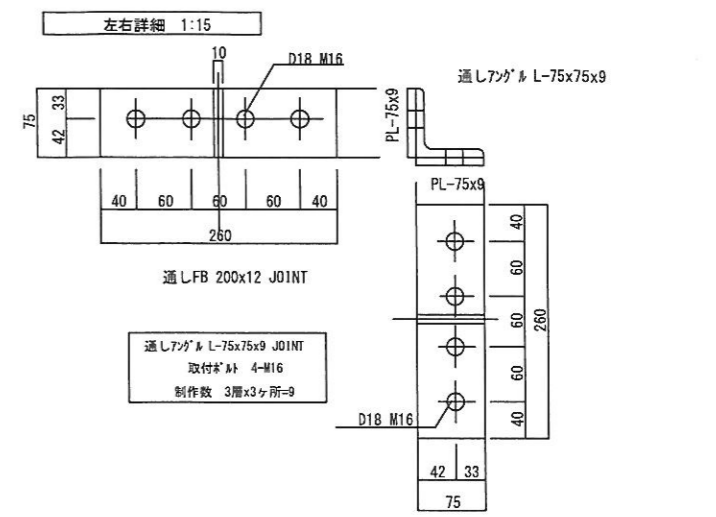 左右詳細 1:15
10
D18 M16
通しアングル L-75x75x9
75
33
42
PL-75x9
PL-75x9
40 60 60 60 40
260
通しFB 200x12 JOINT
40
60
60
60
40
260
通しアングル L-75x75x9 JOINT
取付ボルト 4-M16
制作数 3層x3ヶ所=9
D18 M16
42 33
75